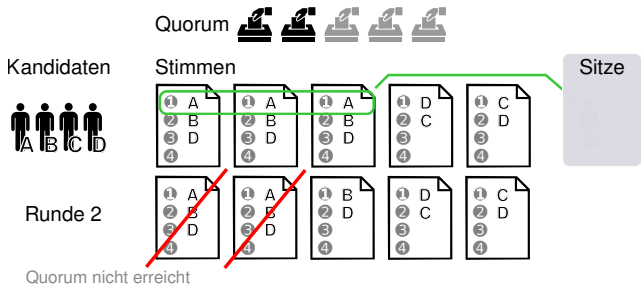 Quorum
Kandidaten Stimmen Sitze
A B C D
1 A 1 A 1 A 1 D 1 C
2 B 2 B 2 B 2 C 2 D
3 D 3 D 3 D 3 3
4 4 4 4 4
Runde 2
1 A 1 A 1 B 1 D 1 C
2 B 2 B 2 D 2 C 2 D
3 D 3 D 3 3 3
4 4 4 4 4
Quorum nicht erreicht